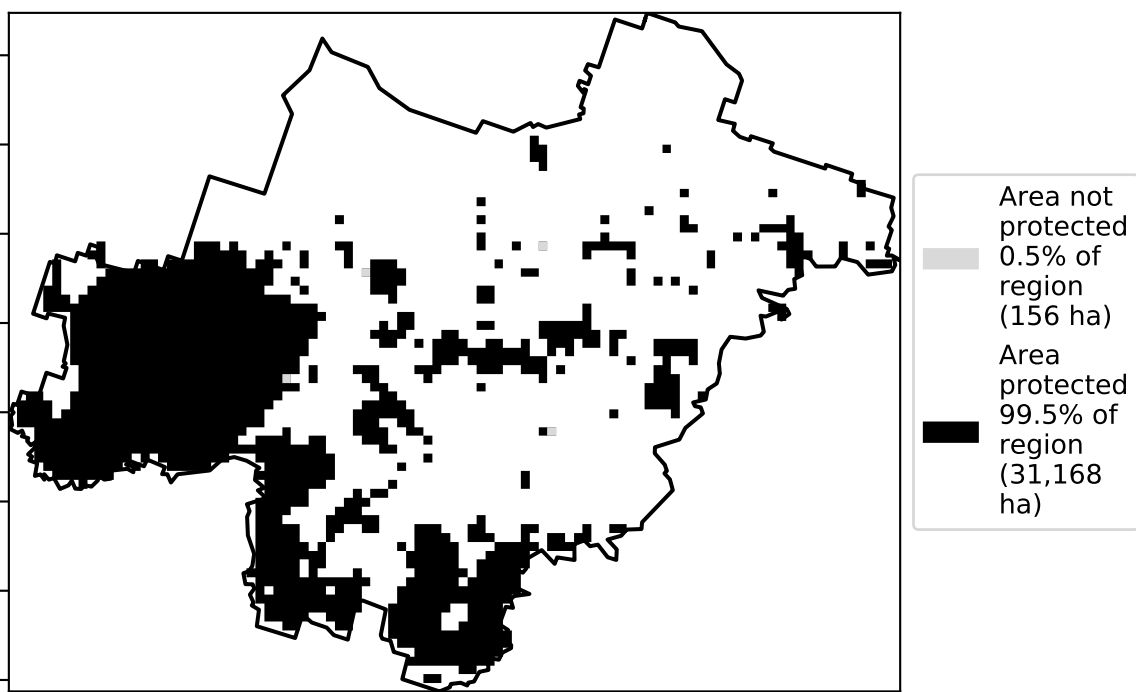 Area not
protected
0.5% of
region
(156 ha)
Area
protected
99.5% of
region
(31,168
ha)